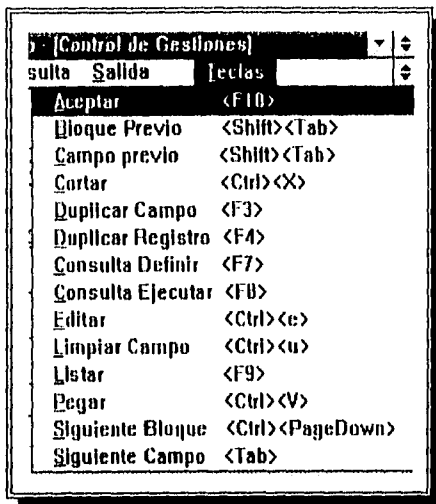 o - [Control de Gestiones]
sulta Salida Teclas
Aceptar <F10>
Bloque Previo <Shift><Tab>
Campo previo <Shift><Tab>
Cortar <Ctrl><X>
Duplicar Campo <F3>
Duplicar Registro <F4>
Consulta Definir <F7>
Consulta Ejecutar <F8>
Editar <Ctrl><e>
Limpiar Campo <Ctrl><u>
Listar <F9>
Pegar <Ctrl><V>
Siguiente Bloque <Ctrl><PageDown>
Siguiente Campo <Tab>